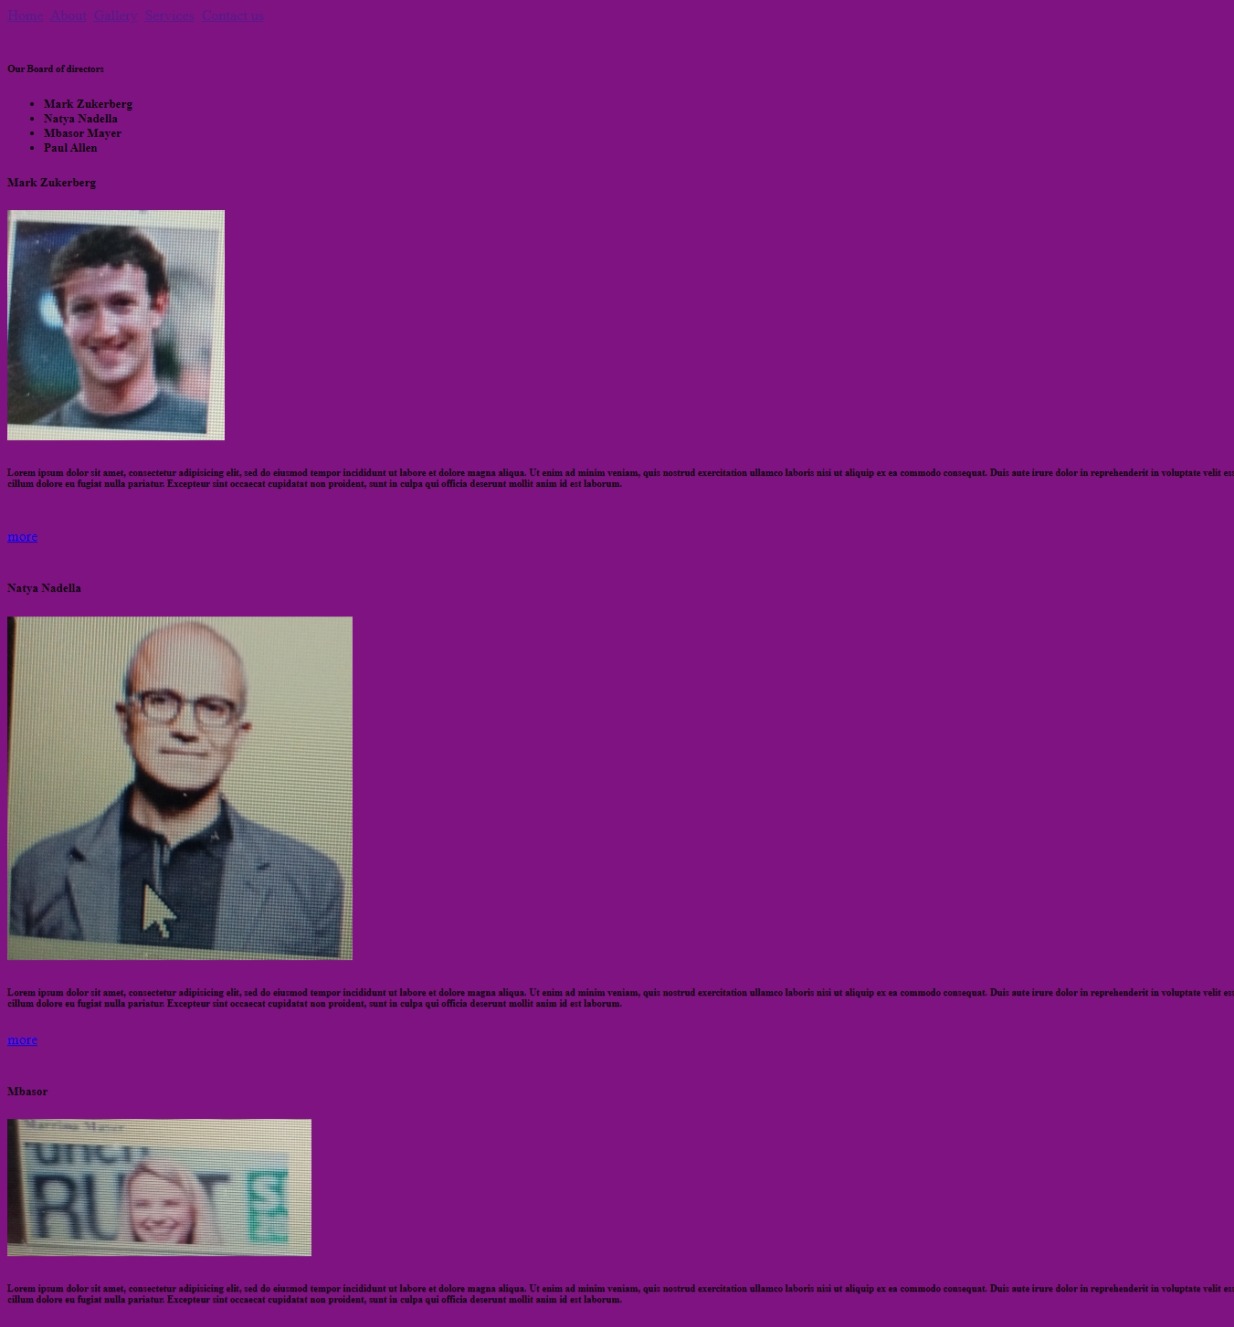 Home About Gallery Services Contact us
Our Board of directors
Mark Zukerberg
Natya Nadella
Mbasor Mayer
Paul Allen
Mark Zukerberg
Lorem ipsum dolor sit amet, consectetur adipisicing elit, sed do eiusmod tempor incididunt ut labore et dolore magna aliqua. Ut enim ad minim veniam, quis nostrud exercitation ullamco laboris nisi ut aliquip ex ea commodo consequat. Duis aute irure dolor in reprehenderit in voluptate velit es
cillum dolore eu fugiat nulla pariatur. Excepteur sint occaecat cupidatat non proident, sunt in culpa qui officia deserunt mollit anim id est laborum.
more
Natya Nadella
Lorem ipsum dolor sit amet, consectetur adipisicing elit, sed do eiusmod tempor incididunt ut labore et dolore magna aliqua. Ut enim ad minim veniam, quis nostrud exercitation ullamco laboris nisi ut aliquip ex ea commodo consequat. Duis aute irure dolor in reprehenderit in voluptate velit es
cillum dolore eu fugiat nulla pariatur. Excepteur sint occaecat cupidatat non proident, sunt in culpa qui officia deserunt mollit anim id est laborum.
more
Mbasor
Lorem ipsum dolor sit amet, consectetur adipisicing elit, sed do eiusmod tempor incididunt ut labore et dolore magna aliqua. Ut enim ad minim veniam, quis nostrud exercitation ullamco laboris nisi ut aliquip ex ea commodo consequat. Duis aute irure dolor in reprehenderit in voluptate velit es
cillum dolore eu fugiat nulla pariatur. Excepteur sint occaecat cupidatat non proident, sunt in culpa qui officia deserunt mollit anim id est laborum.